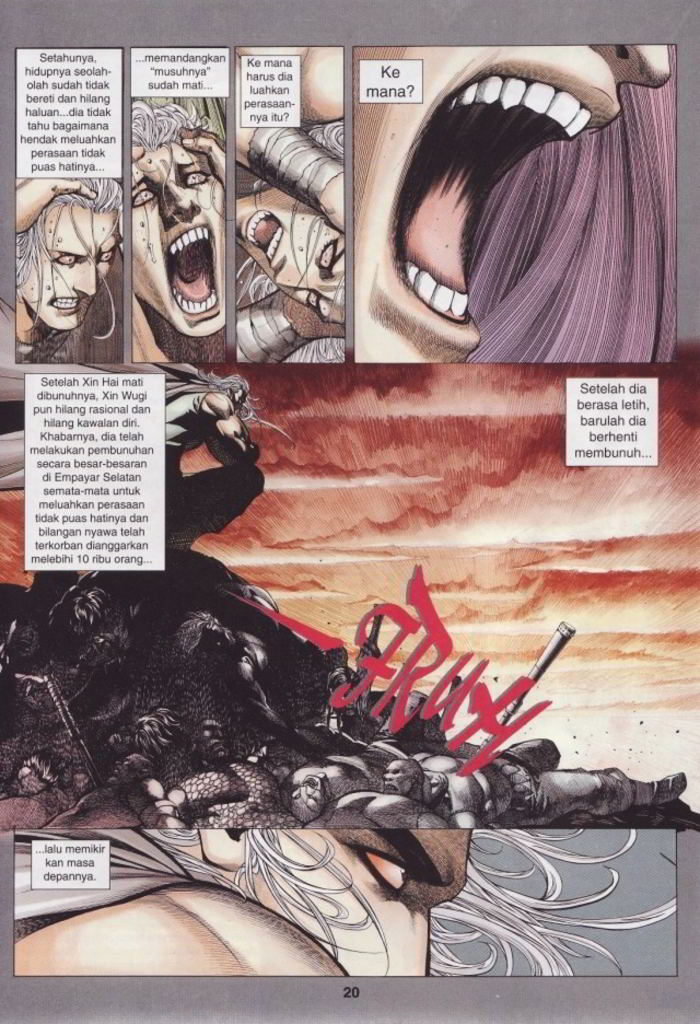 Setahunya,
hidupnya seolah-
olah sudah tidak
bereti dan hilang
haluan...dia tidak
tahu bagaimana
hendak meluahkan
perasaan tidak
puas hatinya...
...memandangkan
“musuhnya”
sudah mati...
Ke mana
harus dia
luahkan
perasaan-
nya itu?
Ke
mana?
Setelah Xin Hai mati
dibunuhnya, Xin Wugi
pun hilang rasional dan
hilang kawalan diri.
Khabarnya, dia telah
melakukan pembunuhan
secara besar-besaran
di Empayar Selatan
semata-mata untuk
meluahkan perasaan
tidak puas hatinya dan
bilangan nyawa telah
terkorban dianggarkan
melebihi 10 ribu orang...
Setelah dia
berasa letih,
barulah dia
berhenti
membunuh...
FRUX
...lalu memikir
kan masa
depannya.
20